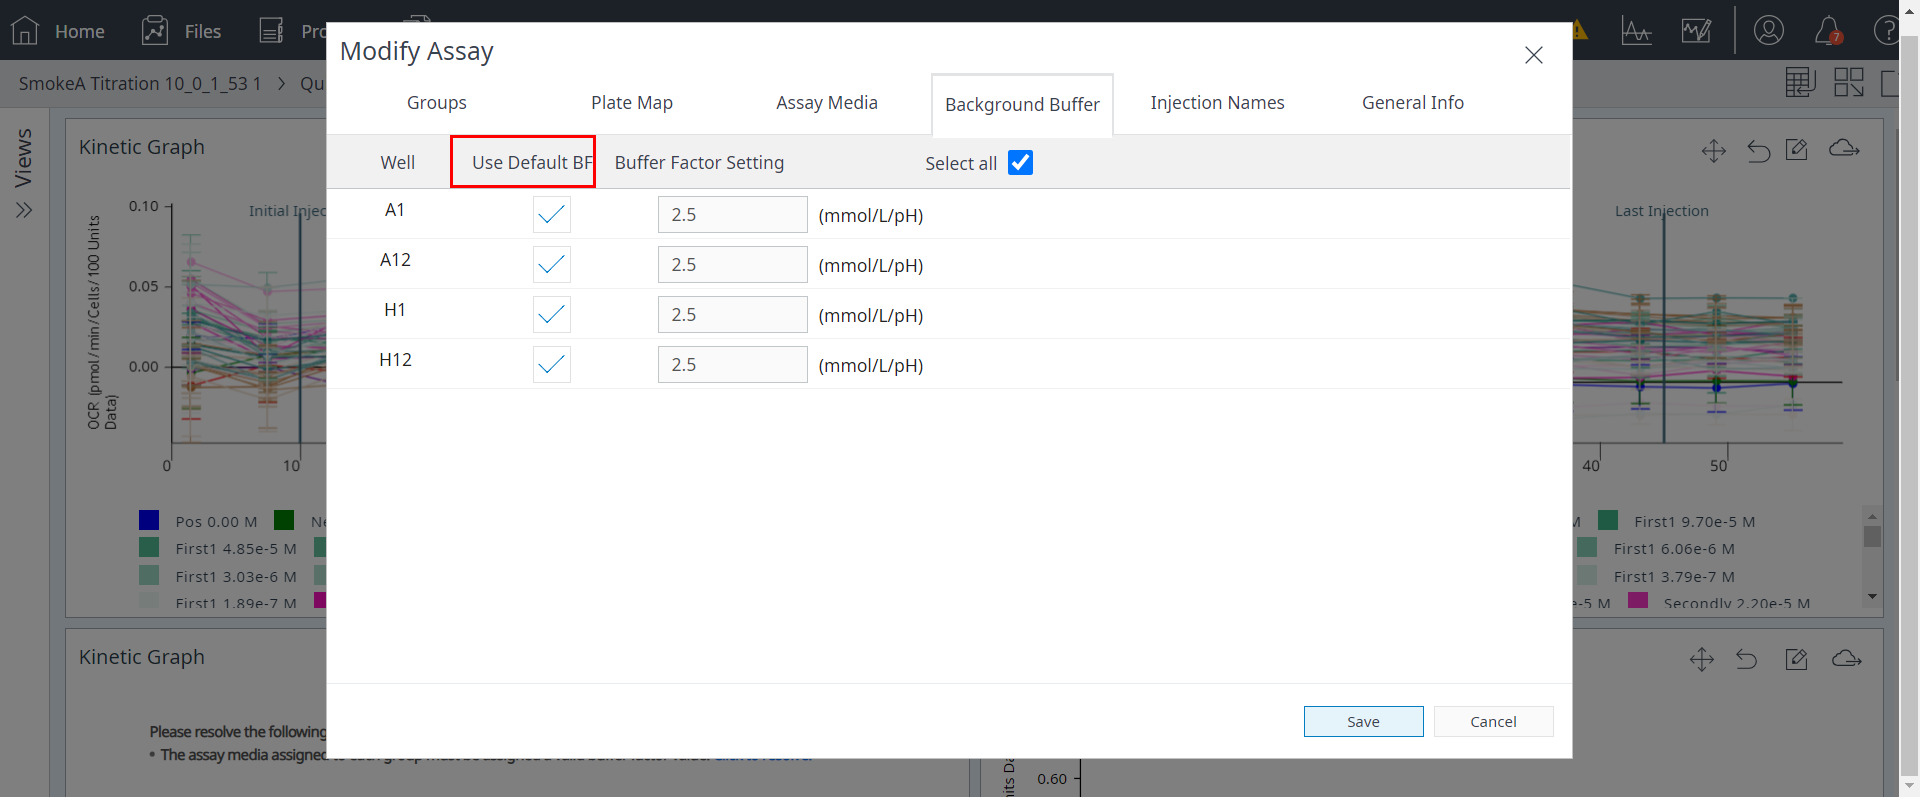 Home
Files
Pro
7
?
SmokeA Titration 10_0_1_53 1
Qu
Views
Modify Assay
Groups
Plate Map
Assay Media
Background Buffer
Injection Names
General Info
Well
Use Default BF
Buffer Factor Setting
Select all
A1
2.5
(mmol/L/pH)
A12
2.5
(mmol/L/pH)
H1
2.5
(mmol/L/pH)
H12
2.5
(mmol/L/pH)
Save
Cancel
Kinetic Graph
OCR (pmol/min/Cells/100 Units
Data)
0.10
0.05
0.00
Initial Injec
Last Injection
0
10
40
50
Pos 0.00 M
Ne
M
First1 9.70e-5 M
First1 4.85e-5 M
First1 6.06e-6 M
First1 3.03e-6 M
First1 3.79e-7 M
First1 1.89e-7 M
e-5 M
Secondly 2.20e-5 M
Kinetic Graph
Please resolve the following
• The assay media assigned
0.60